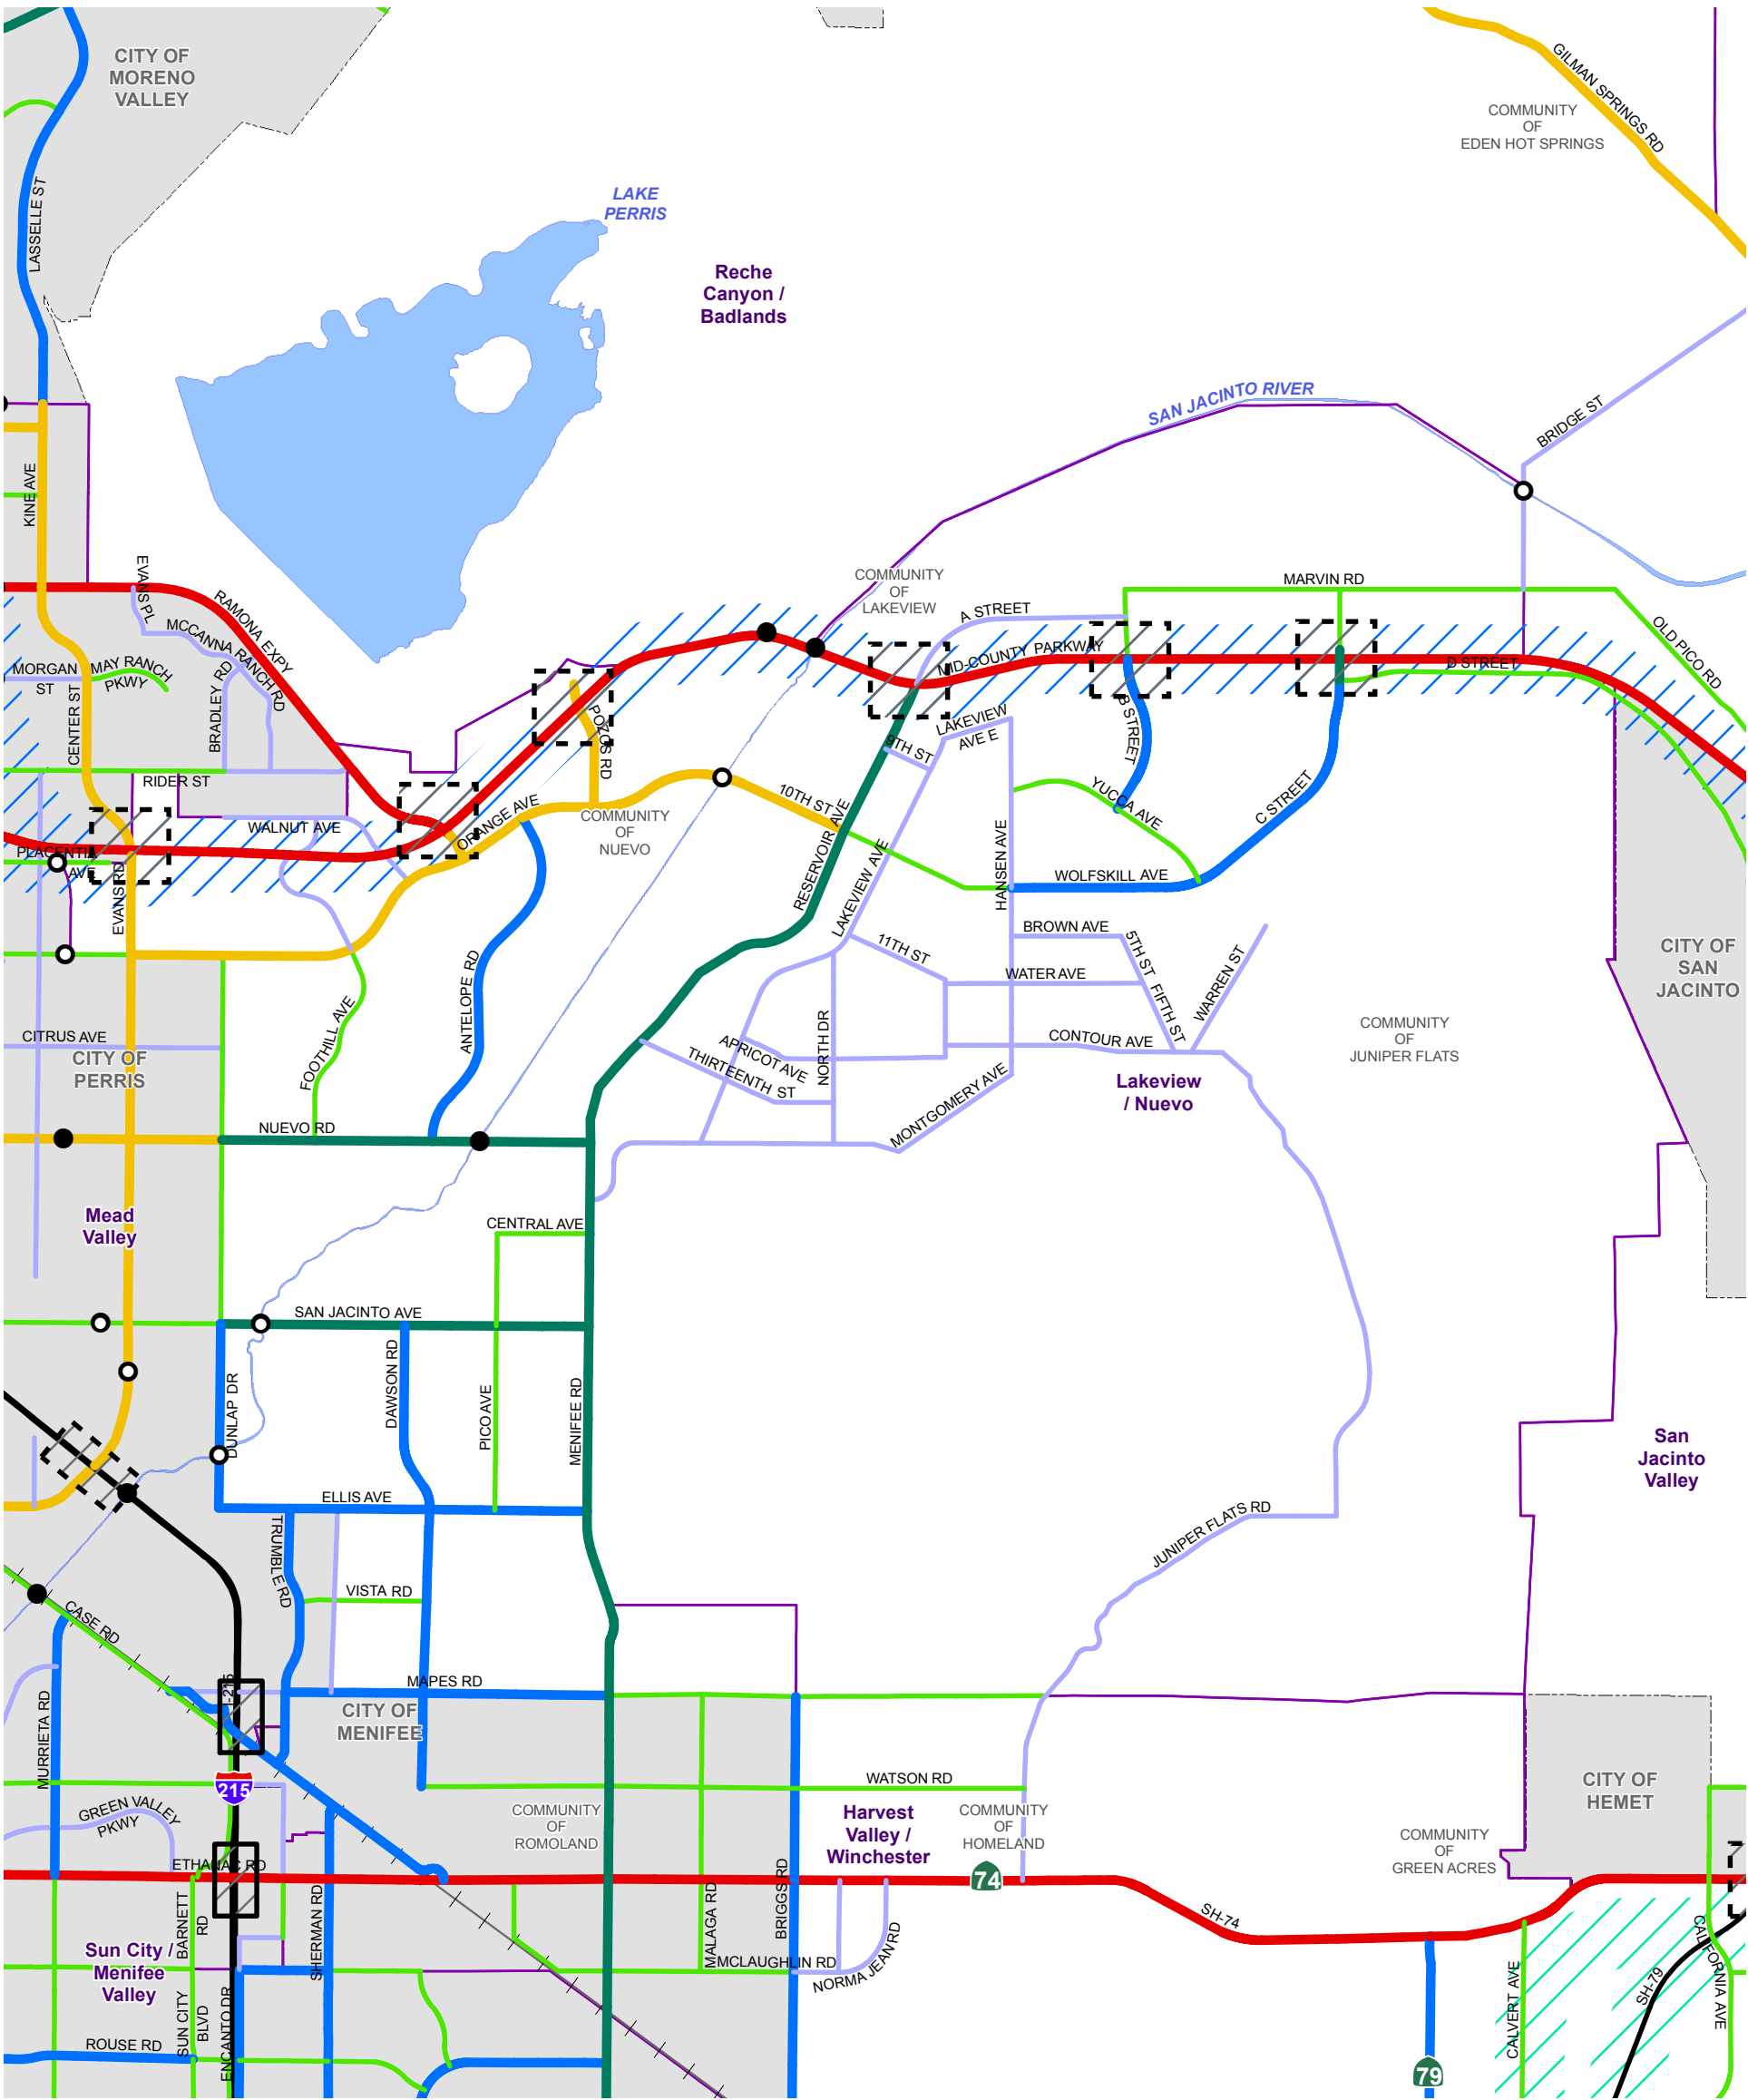 CITY OF
MORENO
VALLEY
GILMAN SPRINGS RD
COMMUNITY
OF
EDEN HOT SPRINGS
LASSELLE ST
LAKE
PERRIS
Reche
Canyon /
Badlands
SAN JACINTO RIVER
BRIDGE ST
KINE AVE
EVANS PL
RAMONA EXPY
MCCANNA RANCH RD
COMMUNITY
OF
LAKEVIEW
A STREET
MARVIN RD
OLD PICO RD
MID-COUNTY PARKWAY
D STREET
MORGAN
ST
MAY RANCH
PKWY
CENTER ST
BRADLEY RD
POZOS RD
B STREET
LAKEVIEW
AVE E
9TH ST
RIDER ST
WALNUT AVE
ORANGE AVE
COMMUNITY
OF
NUEVO
10TH ST
RESERVOIR AVE
YUCCA AVE
C STREET
PLACENTIA
AVE
EVANS RD
LAKEVIEW AVE
HANSEN AVE
WOLFSKILL AVE
BROWN AVE
11TH ST
5TH ST
FIFTH ST
WARREN ST
WATER AVE
CITY OF
SAN
JACINTO
ANTELOPE RD
FOOTHILL AVE
CITRUS AVE
CITY OF
PERRIS
APRICOT AVE
THIRTEENTH ST
NORTH DR
CONTOUR AVE
COMMUNITY
OF
JUNIPER FLATS
Lakeview
/ Nuevo
MONTGOMERY AVE
NUEVO RD
Mead
Valley
CENTRAL AVE
SAN JACINTO AVE
DUNLAP DR
DAWSON RD
PICO AVE
MENIFEE RD
San
Jacinto
Valley
ELLIS AVE
TRUMBLE RD
JUNIPER FLATS RD
VISTA RD
CASE RD
MAPES RD
I-215
CITY OF
MENIFEE
MURRIETA RD
215
WATSON RD
CITY OF
HEMET
GREEN VALLEY
PKWY
COMMUNITY
OF
ROMOLAND
Harvest
Valley /
Winchester
COMMUNITY
OF
HOMELAND
COMMUNITY
OF
GREEN ACRES
ETHANAC RD
74
SH-74
BARNETT
RD
SHERMAN RD
MALAGA RD
BRIGGS RD
MCLAUGHLIN RD
NORMA JEAN RD
CALIFORNIA AVE
SH-79
CALVERT AVE
Sun City /
Menifee
Valley
SUN CITY
BLVD
ENCANTO DR
ROUSE RD
79